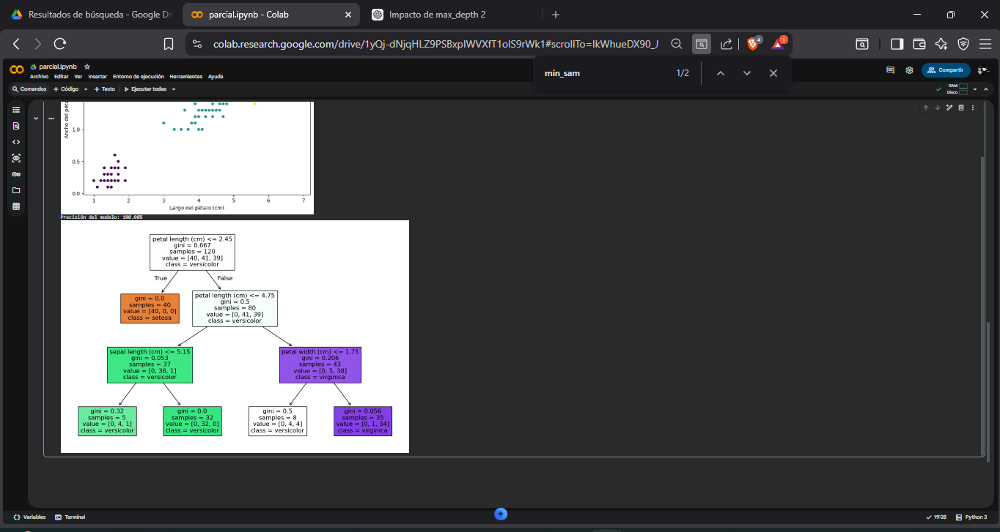 Resultados de búsqueda - Google Dr
parcial.ipynb - Colab
Impacto de max_depth 2
colab.research.google.com/drive/1yQj-dNjqHLZ9PSBxpIWVXfT1oIS9rWk1#scrollTo=IkWhueDX90_J
4
1
parcial.ipynb
Archivo Editar Ver Insertar Entorno de ejecución Herramientas Ayuda
min_sam 1/2
Compartir
Comandos + Código + Texto Ejecutar todas
RAM
Disco
Ancho del péta
1.0
0.5
0.0
1 2 3 4 5 6 7
Largo del pétalo (cm)
Precisión del modelo: 100.00%
petal length (cm) <= 2.45
gini = 0.667
samples = 120
value = [40, 41, 39]
class = versicolor
True
False
gini = 0.0
samples = 40
value = [40, 0, 0]
class = setosa
petal length (cm) <= 4.75
gini = 0.5
samples = 80
value = [0, 41, 39]
class = versicolor
sepal length (cm) <= 5.15
gini = 0.053
samples = 37
value = [0, 36, 1]
class = versicolor
petal width (cm) <= 1.75
gini = 0.206
samples = 43
value = [0, 5, 38]
class = virginica
gini = 0.32
samples = 5
value = [0, 4, 1]
class = versicolor
gini = 0.0
samples = 32
value = [0, 32, 0]
class = versicolor
gini = 0.5
samples = 8
value = [0, 4, 4]
class = versicolor
gini = 0.056
samples = 35
value = [0, 1, 34]
class = virginica
Variables Terminal
19:28 Python 3